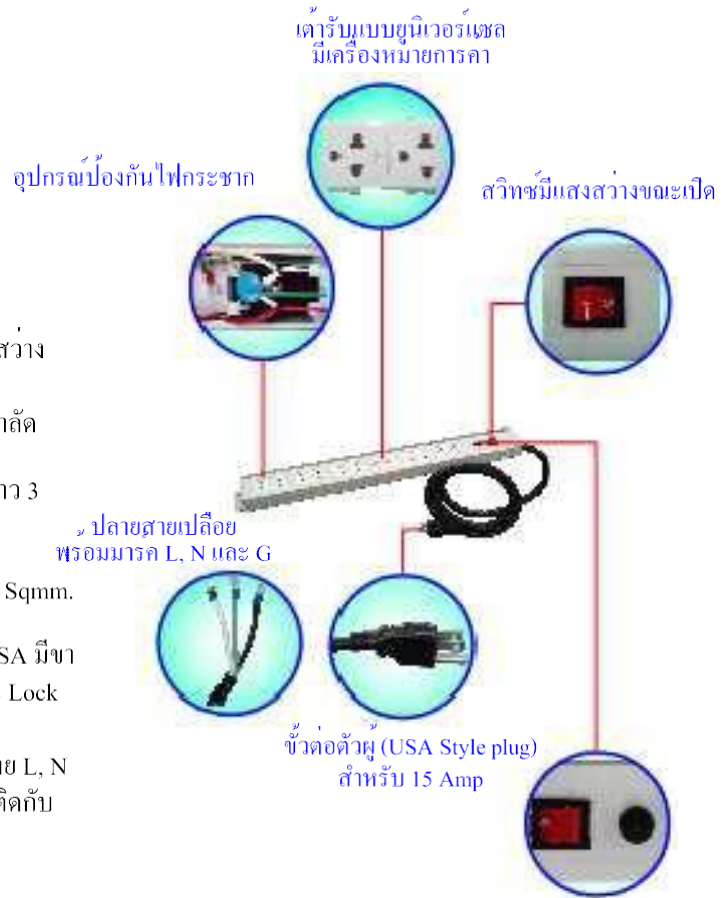 เต้ารับแบบยูนิเวอร์แซล
มีเครื่องหมายการคา
อุปกรณ์ป้องกันไฟกระชาก
สวิทซ์มีแสงสว่างขณะเปิด
สว่าง
าลัด
าว 3
ปลายสายเปลือย
พร้อมมาร์ค L, N และ G
Sqmm.
SA มีขา
Lock
ขั้วต่อตัวผู้ (USA Style plug)
สำหรับ 15 Amp
าย L, N
ติดกับ